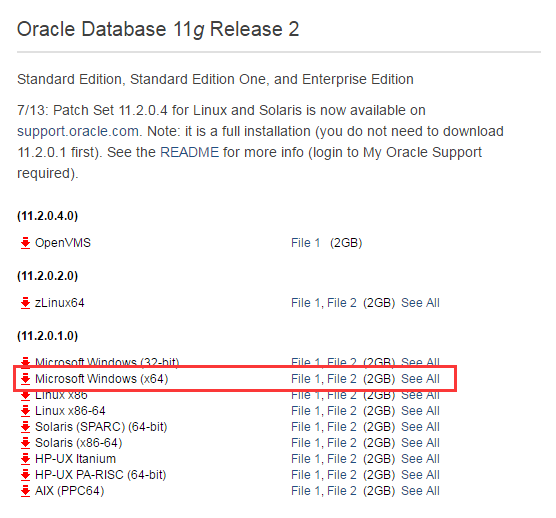 Oracle Database 11g Release 2
Standard Edition, Standard Edition One, and Enterprise Edition
7/13: Patch Set 11.2.0.4 for Linux and Solaris is now available on
support.oracle.com. Note: it is a full installation (you do not need to download
11.2.0.1 first). See the README for more info (login to My Oracle Support
required).
(11.2.0.4.0)
OpenVMS File 1 (2GB)
(11.2.0.2.0)
zLinux64 File 1, File 2 (2GB) See All
(11.2.0.1.0)
Microsoft Windows (32-bit) File 1, File 2 (2GB) See All
Microsoft Windows (x64) File 1, File 2 (2GB) See All
Linux x86 File 1, File 2 (2GB) See All
Linux x86-64 File 1, File 2 (2GB) See All
Solaris (SPARC) (64-bit) File 1, File 2 (2GB) See All
Solaris (x86-64) File 1, File 2 (2GB) See All
HP-UX Itanium File 1, File 2 (2GB) See All
HP-UX PA-RISC (64-bit) File 1, File 2 (2GB) See All
AIX (PPC64) File 1, File 2 (2GB) See All